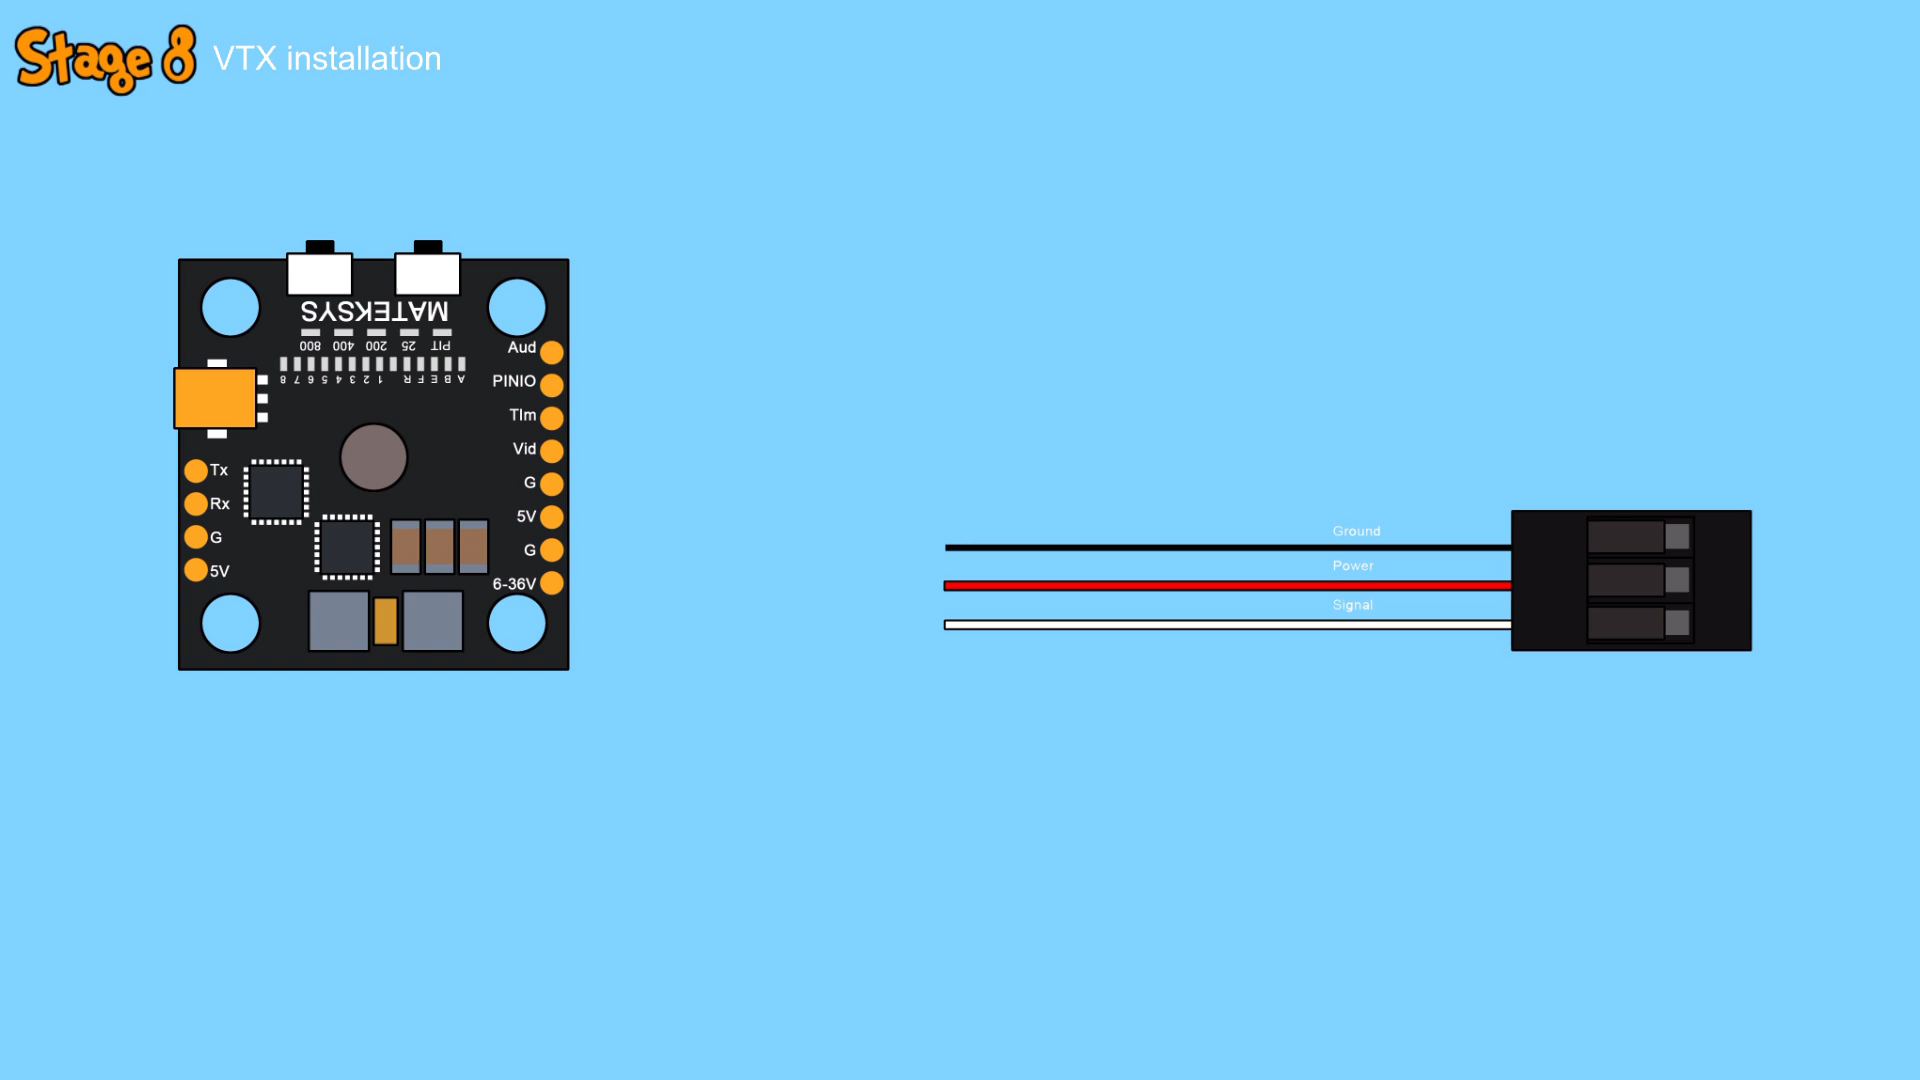 Stage 8 VTX installation
MATEKSYS
800 400 200 25 PIT
8 7 6 5 4 3 2 1 R F E B A
Aud
PINIO
Tlm
Vid
G
5V
G
6-36V
Tx
Rx
G
5V
Ground
Power
Signal